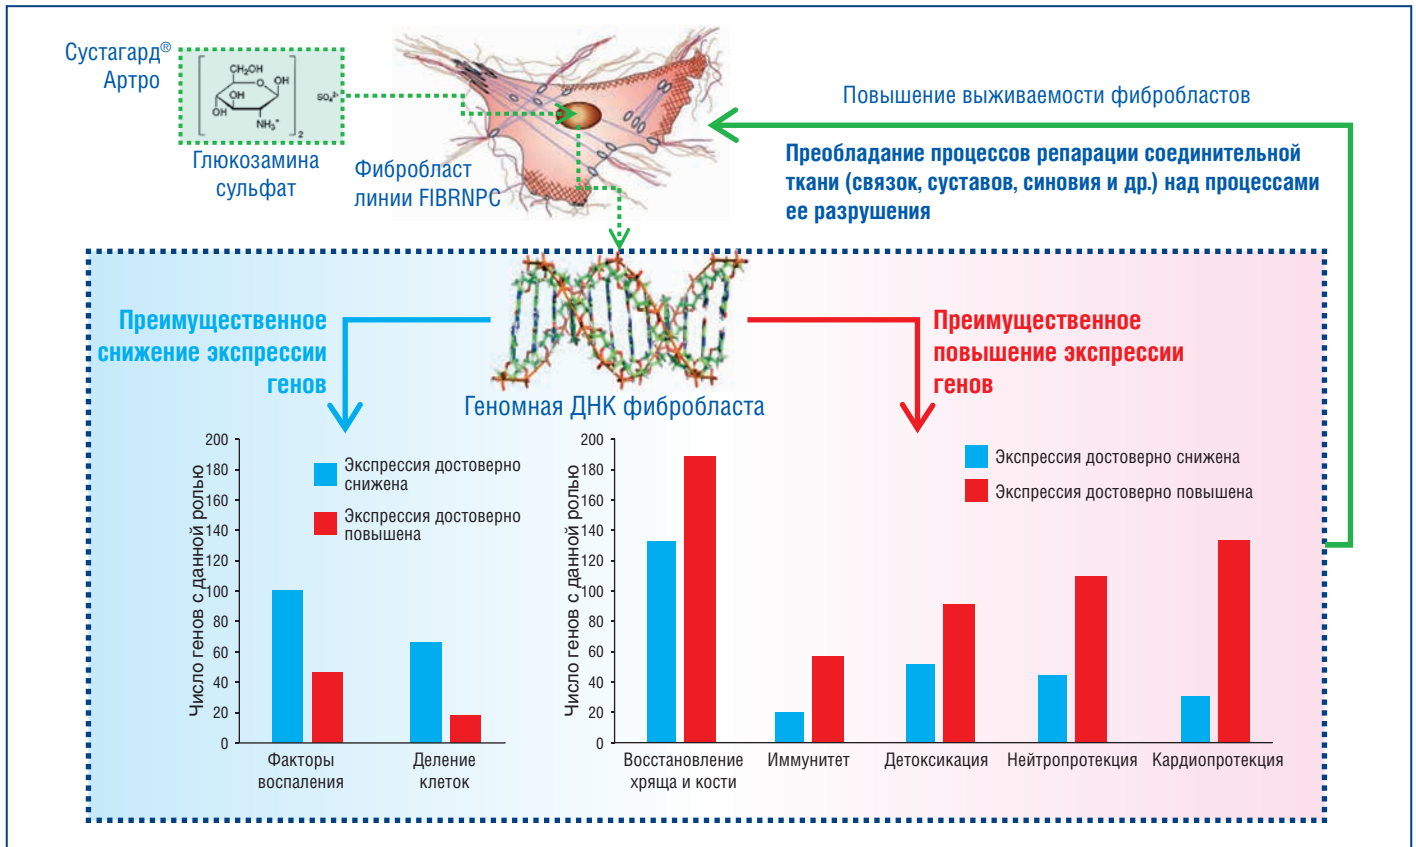 Сустагард®
Артро
CH₂OH
O
OH
OH
OH
NH₃⁺
2
SO₄²⁻
Глюкозамина
сульфат
Фибробласт
линии FIBRNPC
Повышение выживаемости фибробластов
Преобладание процессов репарации соединительной
ткани (связок, суставов, синовия и др.) над процессами
ее разрушения
Преимущественное
снижение экспрессии
генов
Геномная ДНК фибробласта
Преимущественное
повышение экспрессии
генов
Число генов с данной ролью
200
180
160
140
120
100
80
60
40
20
0
Экспрессия достоверно
снижена
Экспрессия достоверно
повышена
Факторы
воспаления
Деление
клеток
Число генов с данной ролью
200
180
160
140
120
100
80
60
40
20
0
Экспрессия достоверно снижена
Экспрессия достоверно повышена
Восстановление
хряща и кости
Иммунитет
Детоксикация
Нейтропротекция
Кардиопротекция